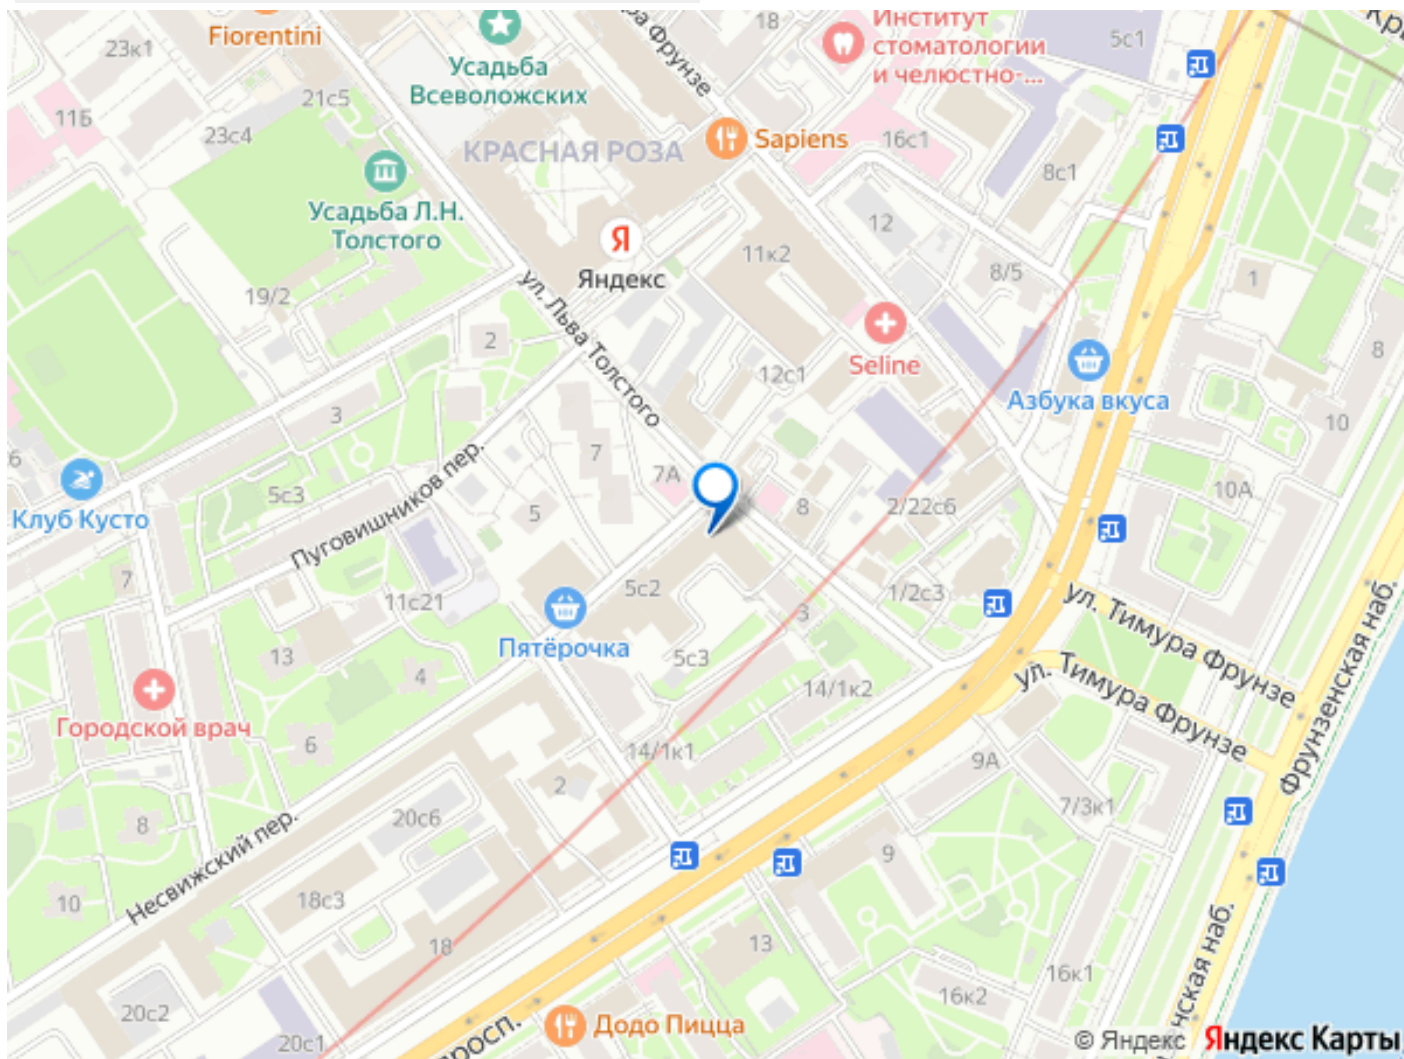 23к1
Fiorentini
Усадьба
Всеволожских
ра Фрунзе
18
Институт
стоматологии
и челюстно-...
5с1
11Б
21с5
23с4
КРАСНАЯ РОЗА
Sapiens
16с1
8с1
Усадьба Л.Н.
Толстого
Яндекс
12
11к2
8/5
1
19/2
ул. Льва Толстого
2
Seline
12с1
Азбука вкуса
8
10
3
7
7А
Пуговишников пер.
5с3
5
8
2/22с6
10А
6
Клуб Кусто
7
11с21
5с2
Пятёрочка
3
1/2с3
ул. Тимура Фрунзе
ул. Тимура Фрунзе
Фрунзенская наб.
13
4
5с3
14/1к2
Городской врач
6
14/1к1
2
9А
7/3к1
8
20с6
Несвижский пер.
9
10
18с3
18
13
16к1
16к2
нская наб.
20с2
20с1
росп.
Додо Пицца
© Яндекс Яндекс Карты